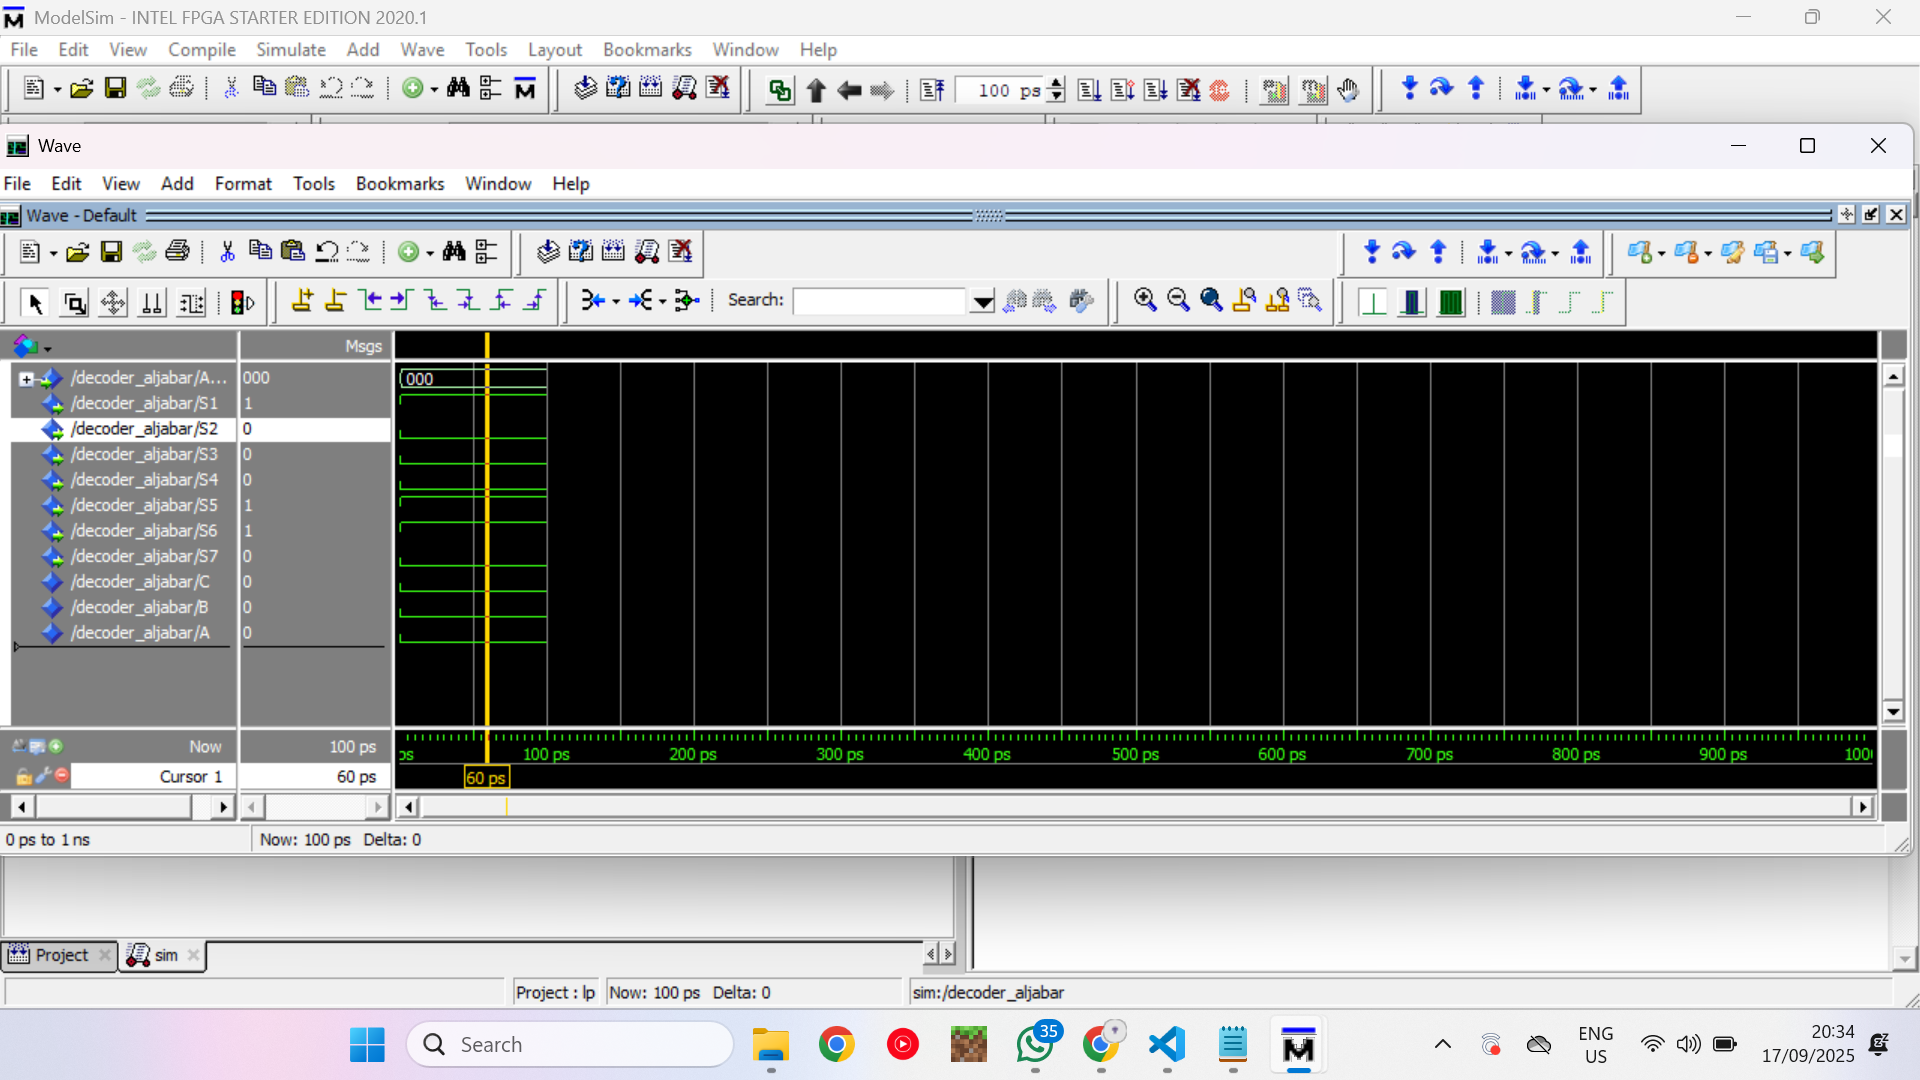 ModelSim - INTEL FPGA STARTER EDITION 2020.1
File Edit View Compile Simulate Add Wave Tools Layout Bookmarks Window Help
100 ps
Wave
File Edit View Add Format Tools Bookmarks Window Help
Wave - Default
Search:
Msgs
/decoder_aljabar/A... 000 000
/decoder_aljabar/S1 1
/decoder_aljabar/S2 0
/decoder_aljabar/S3 0
/decoder_aljabar/S4 0
/decoder_aljabar/S5 1
/decoder_aljabar/S6 1
/decoder_aljabar/S7 0
/decoder_aljabar/C 0
/decoder_aljabar/B 0
/decoder_aljabar/A 0
Now 100 ps ps 100 ps 200 ps 300 ps 400 ps 500 ps 600 ps 700 ps 800 ps 900 ps 100
Cursor 1 60 ps 60 ps
0 ps to 1 ns Now: 100 ps Delta: 0
Project sim
Project : lp Now: 100 ps Delta: 0 sim:/decoder_aljabar
Search 35 ENG US 20:34 17/09/2025